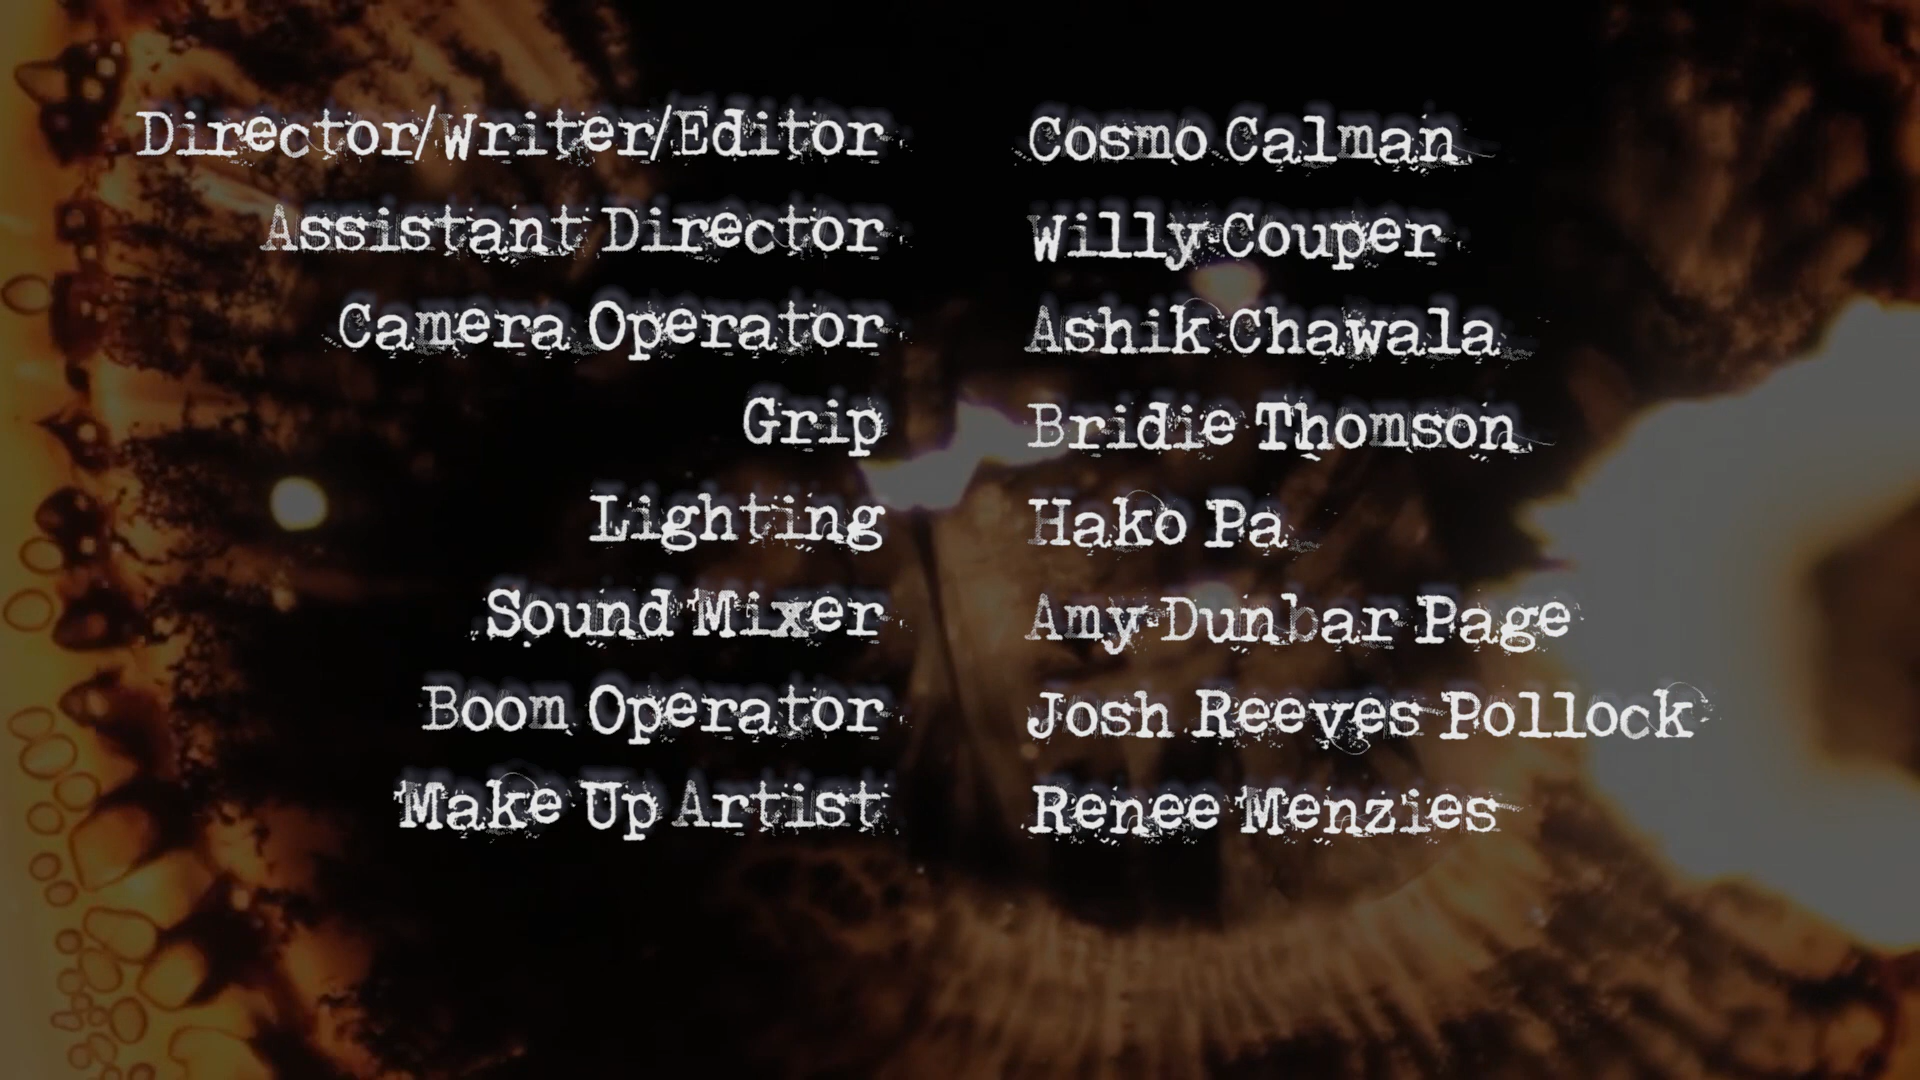 Director/Writer/Editor Cosmo Calman
Assistant Director Willy Couper
Camera Operator Ashik Chawala
Grip Bridie Thomson
Lighting Hako Pa
Sound Mixer Amy Dunbar Page
Boom Operator Josh Reeves Pollock
Make Up Artist Renee Menzies